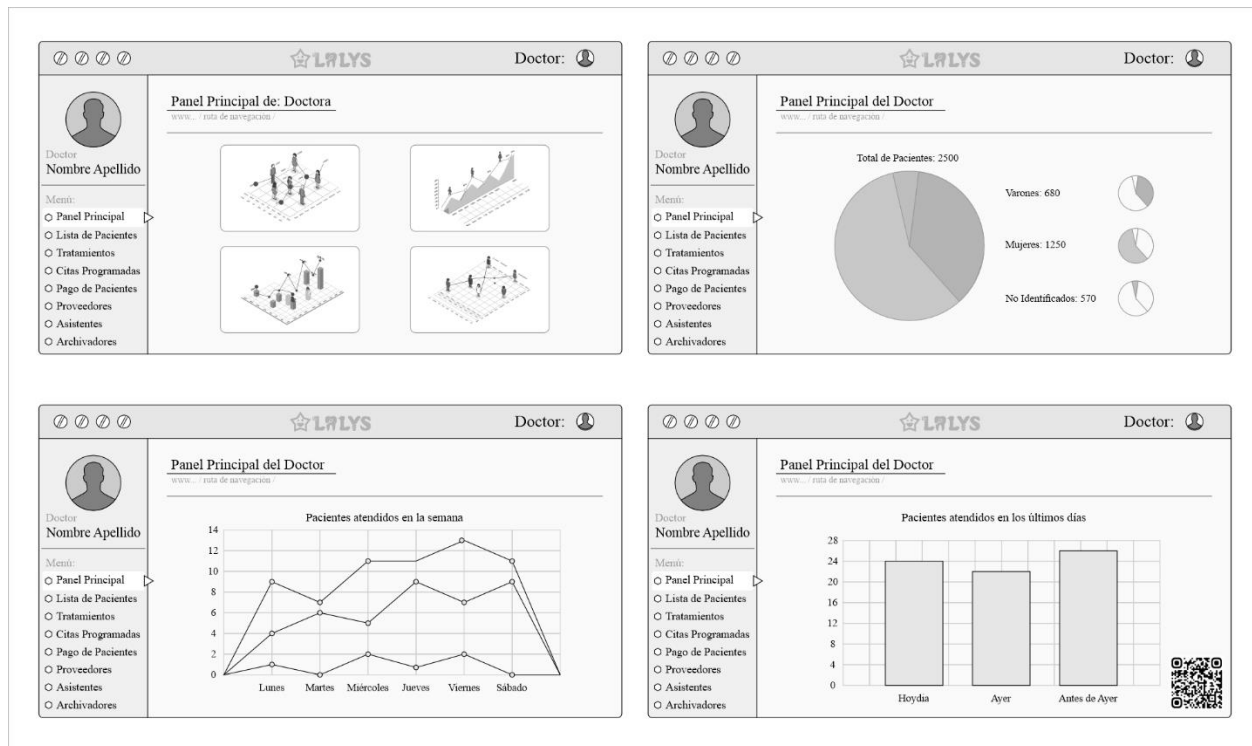 LALYS
Doctor:
Doctor
Nombre Apellido
Menú:
Panel Principal
Lista de Pacientes
Tratamientos
Citas Programadas
Pago de Pacientes
Proveedores
Asistentes
Archivadores
Panel Principal de: Doctora
www... / ruta de navegación /
LALYS
Doctor:
Doctor
Nombre Apellido
Menú:
Panel Principal
Lista de Pacientes
Tratamientos
Citas Programadas
Pago de Pacientes
Proveedores
Asistentes
Archivadores
Panel Principal del Doctor
www... / ruta de navegación /
Total de Pacientes: 2500
Varones: 680
Mujeres: 1250
No Identificados: 570
LALYS
Doctor:
Doctor
Nombre Apellido
Menú:
Panel Principal
Lista de Pacientes
Tratamientos
Citas Programadas
Pago de Pacientes
Proveedores
Asistentes
Archivadores
Panel Principal del Doctor
www... / ruta de navegación /
Pacientes atendidos en la semana
14
12
10
8
6
4
2
0
Lunes Martes Miércoles Jueves Viernes Sábado
LALYS
Doctor:
Doctor
Nombre Apellido
Menú:
Panel Principal
Lista de Pacientes
Tratamientos
Citas Programadas
Pago de Pacientes
Proveedores
Asistentes
Archivadores
Panel Principal del Doctor
www... / ruta de navegación /
Pacientes atendidos en los últimos días
28
24
20
16
12
8
4
0
Hoydia Ayer Antes de Ayer